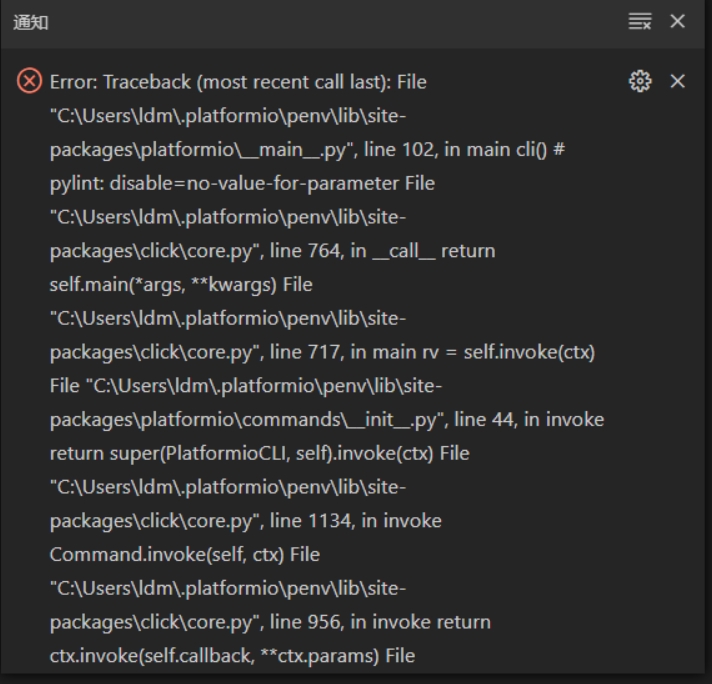 通知
Error: Traceback (most recent call last): File
"C:\Users\ldm\.platformio\penv\lib\site-
packages\platformio\__main__.py", line 102, in main cli() #
pylint: disable=no-value-for-parameter File
"C:\Users\ldm\.platformio\penv\lib\site-
packages\click\core.py", line 764, in __call__ return
self.main(*args, **kwargs) File
"C:\Users\ldm\.platformio\penv\lib\site-
packages\click\core.py", line 717, in main rv = self.invoke(ctx)
File "C:\Users\ldm\.platformio\penv\lib\site-
packages\platformio\commands\__init__.py", line 44, in invoke
return super(PlatformioCLI, self).invoke(ctx) File
"C:\Users\ldm\.platformio\penv\lib\site-
packages\click\core.py", line 1134, in invoke
Command.invoke(self, ctx) File
"C:\Users\ldm\.platformio\penv\lib\site-
packages\click\core.py", line 956, in invoke return
ctx.invoke(self.callback, **ctx.params) File